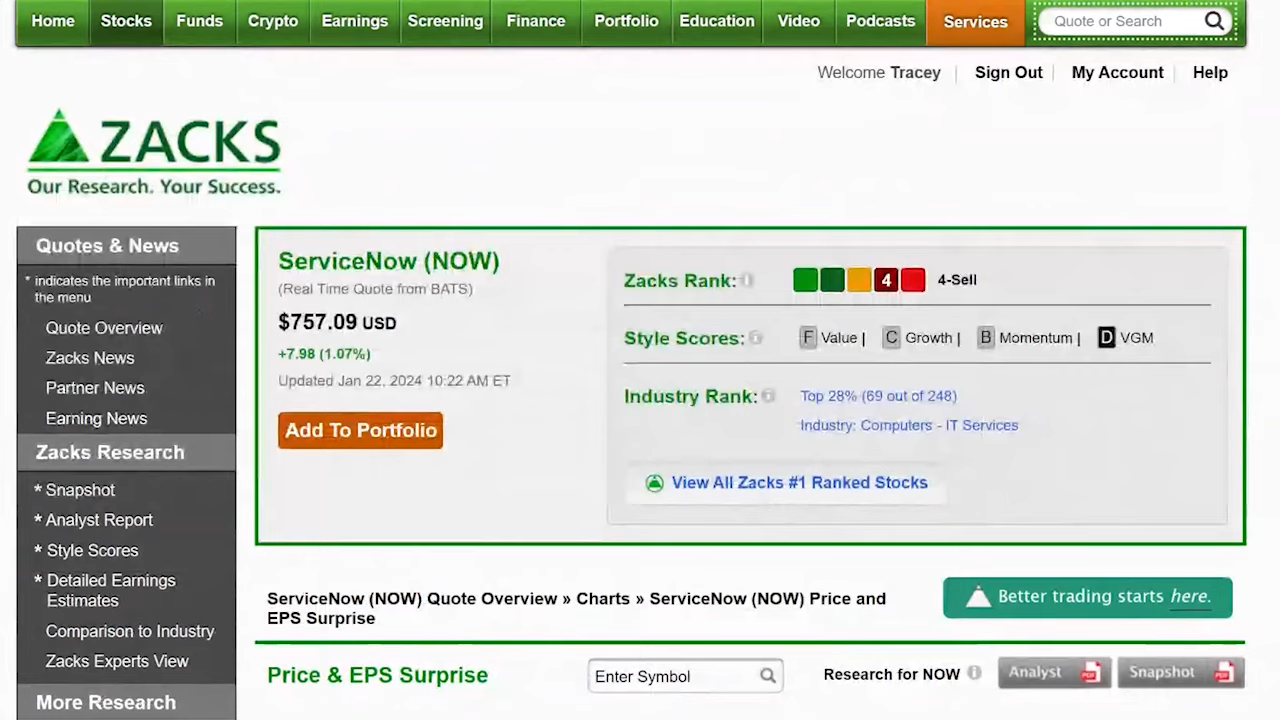 Home Stocks Funds Crypto Earnings Screening Finance Portfolio Education Video Podcasts Services Quote or Search
Welcome Tracey Sign Out My Account Help
ZACKS
Our Research. Your Success.
Quotes & News
* indicates the important links in
the menu
Quote Overview
Zacks News
Partner News
Earning News
Zacks Research
* Snapshot
* Analyst Report
* Style Scores
* Detailed Earnings
Estimates
Comparison to Industry
Zacks Experts View
More Research
ServiceNow (NOW)
(Real Time Quote from BATS)
$757.09 USD
+7.98 (1.07%)
Updated Jan 22, 2024 10:22 AM ET
Add To Portfolio
Zacks Rank: 4 4-Sell
Style Scores: F Value | C Growth | B Momentum | D VGM
Industry Rank: Top 28% (69 out of 248)
Industry: Computers - IT Services
View All Zacks #1 Ranked Stocks
ServiceNow (NOW) Quote Overview » Charts » ServiceNow (NOW) Price and
EPS Surprise
Better trading starts here.
Price & EPS Surprise
Enter Symbol
Research for NOW
Analyst
Snapshot